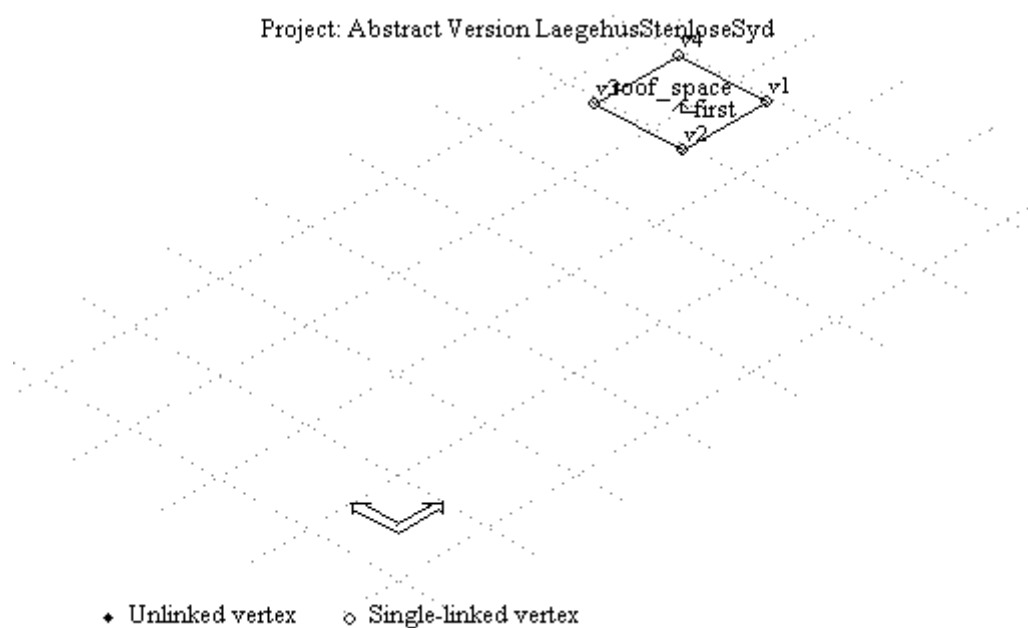 Project: Abstract Version LaegehusStenloseSyd
v4
v3 roof_space v1
first
v2
Unlinked vertex Single-linked vertex